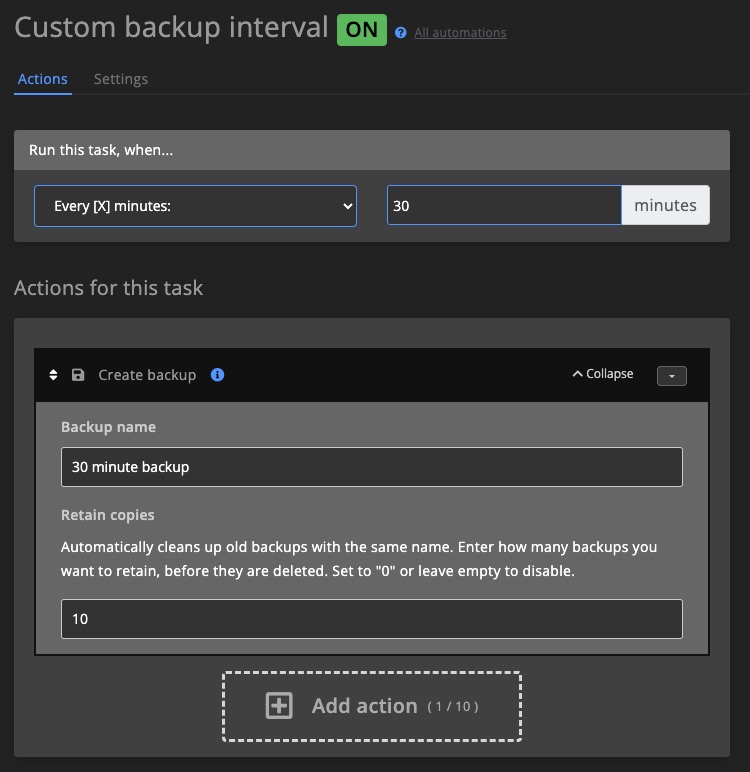 Custom backup interval ON ? All automations
Actions Settings
Run this task, when...
Every [X] minutes: 30 minutes
Actions for this task
Create backup i Collapse
Backup name
30 minute backup
Retain copies
Automatically cleans up old backups with the same name. Enter how many backups you
want to retain, before they are deleted. Set to "0" or leave empty to disable.
10
Add action ( 1 / 10 )